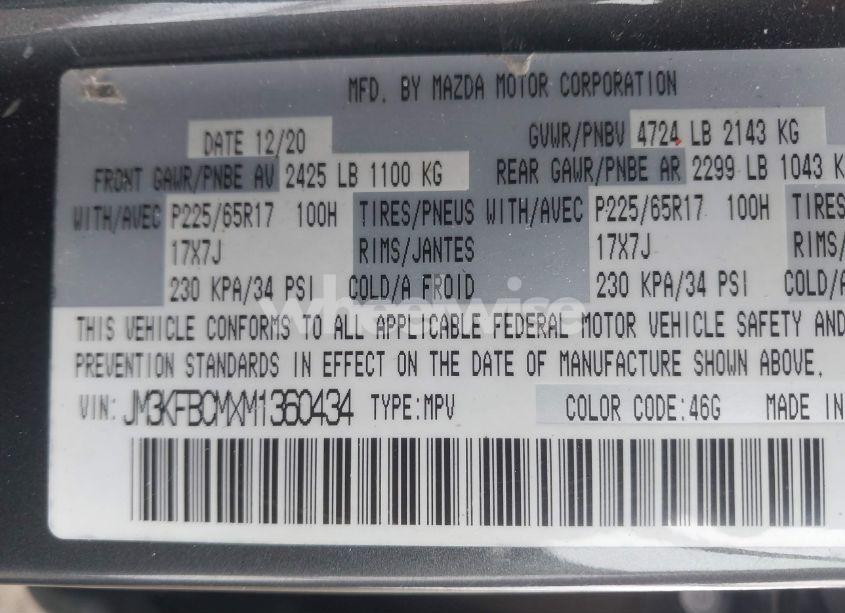 MFD. BY MAZDA MOTOR CORPORATION
DATE 12/20 GVWR/PNBV 4724 LB 2143 KG
FRONT GAWR/PNBE AV 2425 LB 1100 KG REAR GAWR/PNBE AR 2299 LB 1043 K
WITH/AVEC P225/65R17 100H TIRES/PNEUS WITH/AVEC P225/65R17 100H TIRES
17X7J RIMS/JANTES 17X7J RIMS/
230 KPA/34 PSI COLD/A FROID 230 KPA/34 PSI COLD/A
wheelwise
THIS VEHICLE CONFORMS TO ALL APPLICABLE FEDERAL MOTOR VEHICLE SAFETY AND
PREVENTION STANDARDS IN EFFECT ON THE DATE OF MANUFACTURE SHOWN ABOVE.
VIN: JM3KFBCMXM1360434 TYPE:MPV COLOR CODE:46G MADE IN